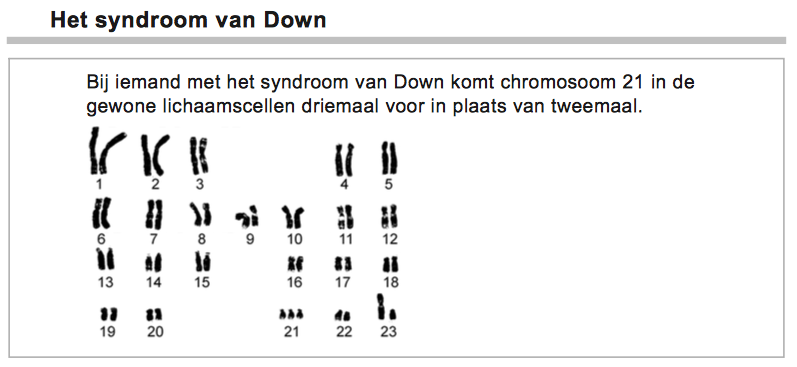 Het syndroom van Down
Bij iemand met het syndroom van Down komt chromosoom 21 in de
gewone lichaamscellen driemaal voor in plaats van tweemaal.
1 2 3 4 5
6 7 8 9 10 11 12
13 14 15 16 17 18
19 20 21 22 23